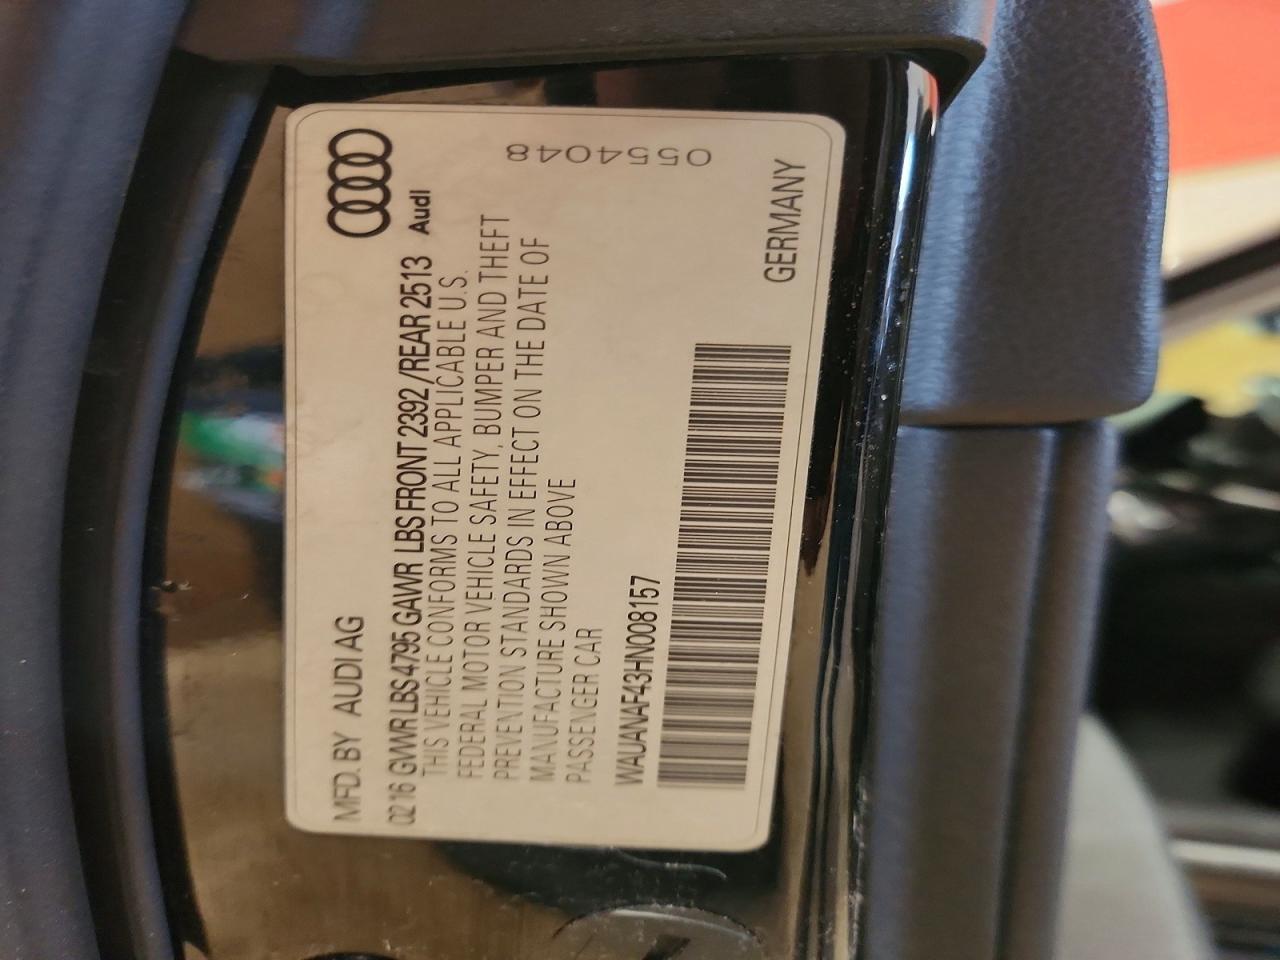 MFD. BY AUDI AG
Audi
02 16 GVWR LBS 4795 GAWR LBS FRONT 2392 /REAR 2513
THIS VEHICLE CONFORMS TO ALL APPLICABLE U.S.
FEDERAL MOTOR VEHICLE SAFETY, BUMPER AND THEFT
PREVENTION STANDARDS IN EFFECT ON THE DATE OF
MANUFACTURE SHOWN ABOVE
PASSENGER CAR
WAUANAF43HN008157
GERMANY
0554048